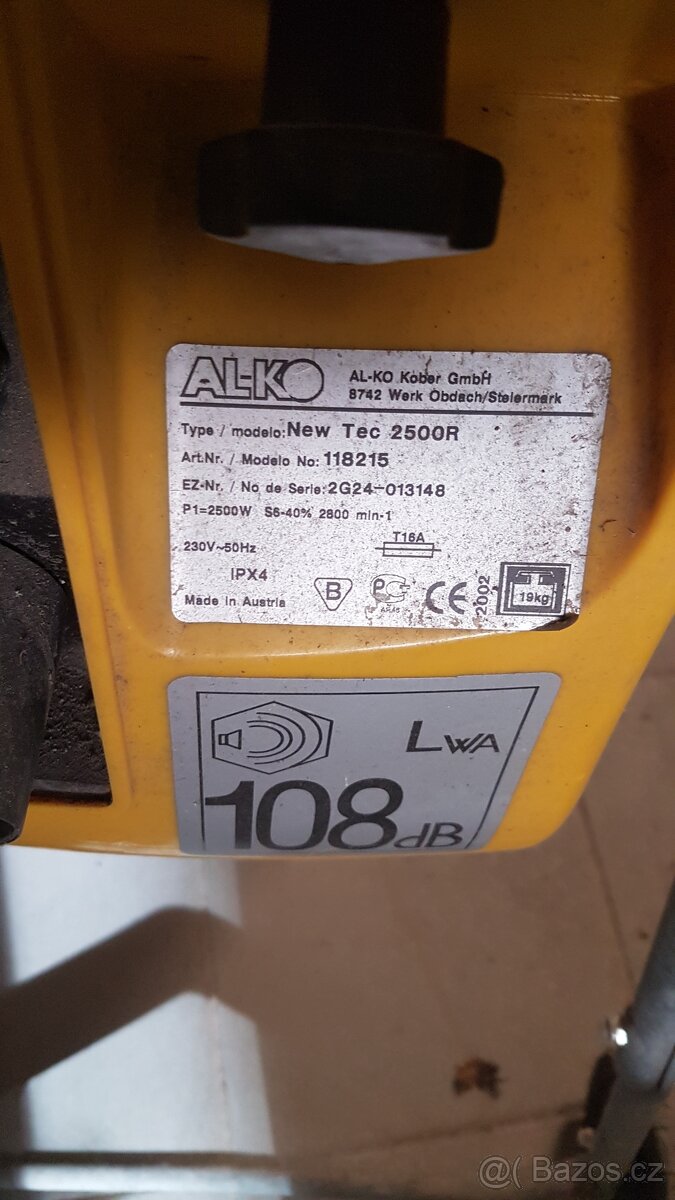 AL-KO
AL-KO Kober GmbH
8742 Werk Obdach/Steiermark
Type / modelo: New Tec 2500R
Art.Nr. / Modelo No: 118215
EZ-Nr. / No de Serie: 2G24-013148
P1=2500W S6-40% 2800 min-1
230V~50Hz
T16A
IPX4
B
PC
CE
2002
19kg
Made in Austria
LWA
108dB
@( Bazos.cz